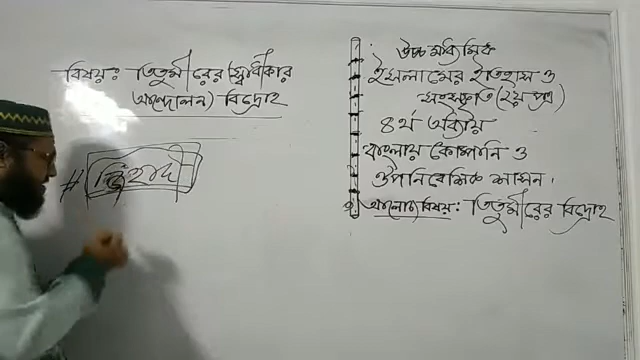 বিষয়: তিতুমীরের (স্বাধীকার
আন্দোলন) বিদ্রোহ
# জিহাদ
উচ্চ মাধ্যমিক
ইসলামের ইতিহাস ও
সংস্কৃতি (২য় পত্র)
৪র্থ অধ্যায়
বাংলায় কোম্পানি ও
ঔপনিবেশিক শাসন।
আলোচ্য বিষয়: তিতুমীরের বিদ্রোহ